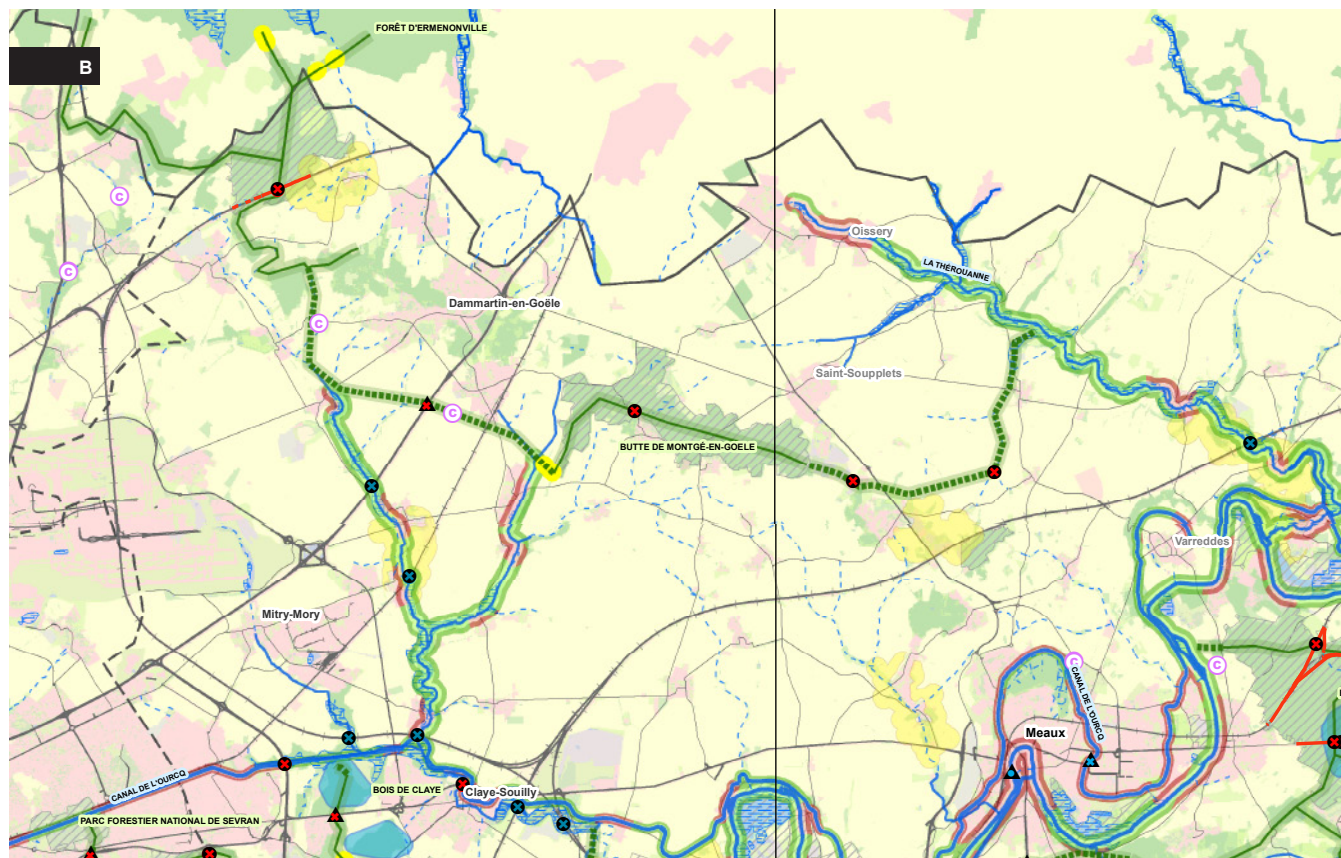 FORÊT D'ERMENONVILLE
B
C
Oissery
C
LA THÉROUANNE
Dammartin-en-Goële
C
Saint-Soupplets
C
BUTTE DE MONTGÉ-EN-GOELE
Varreddes
Mitry-Mory
C
C
CANAL DE L'OURCQ
Meaux
CANAL DE L'OURCQ
BOIS DE CLAYE
Claye-Souilly
PARC FORESTIER NATIONAL DE SEVRAN